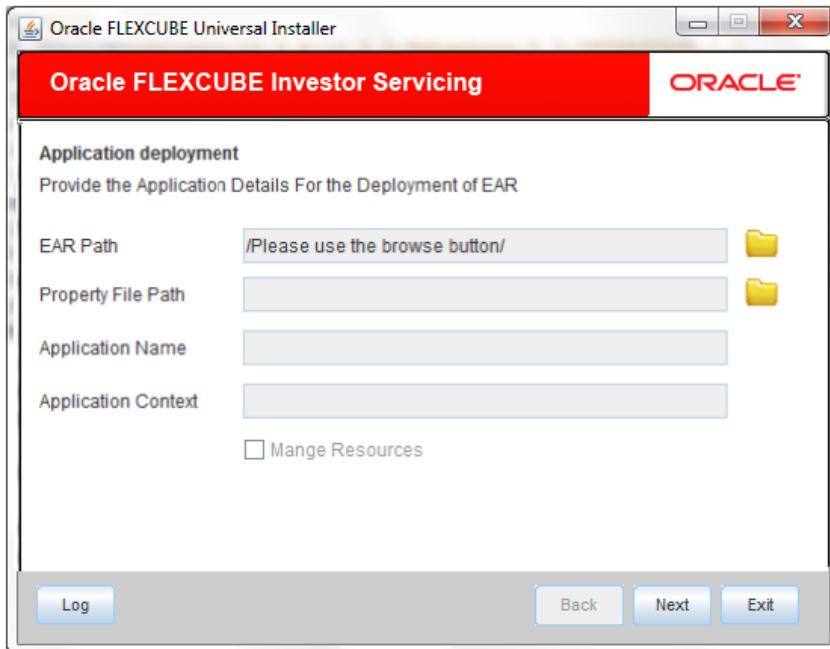 Oracle FLEXCUBE Universal Installer
Oracle FLEXCUBE Investor Servicing
ORACLE
Application deployment
Provide the Application Details For the Deployment of EAR
EAR Path /Please use the browse button/
Property File Path
Application Name
Application Context
Mange Resources
Log Back Next Exit